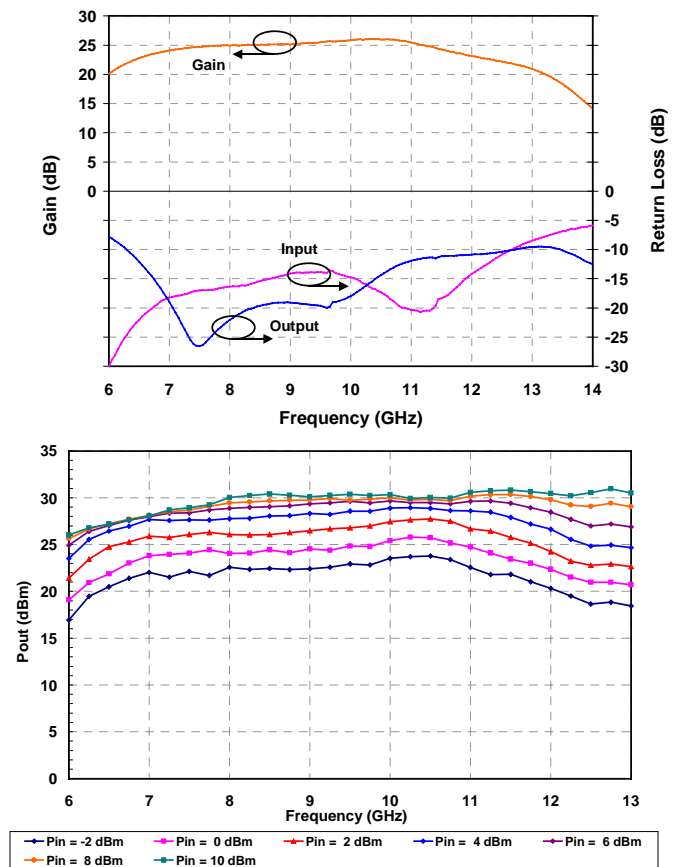 30
25
20
15
10
5
0
Gain (dB)
Gain
0
-5
-10
-15
-20
-25
-30
Return Loss (dB)
Input
Output
6 7 8 9 10 11 12 13 14
Frequency (GHz)
35
30
25
20
15
10
5
0
Pout (dBm)
6 7 8 9 10 11 12 13
Frequency (GHz)
Pin = -2 dBm Pin = 0 dBm Pin = 2 dBm Pin = 4 dBm Pin = 6 dBm
Pin = 8 dBm Pin = 10 dBm